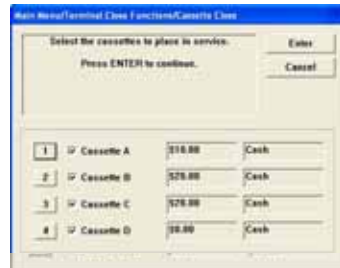 Main Menu/Terminal Close Functions/Cassette Close
Select the cassettes to place in service.
Press ENTER to continue.
Enter
Cancel
1 Cassette A $10.00 Cash
2 Cassette B $20.00 Cash
3 Cassette C $20.00 Cash
4 Cassette D $0.00 Cash